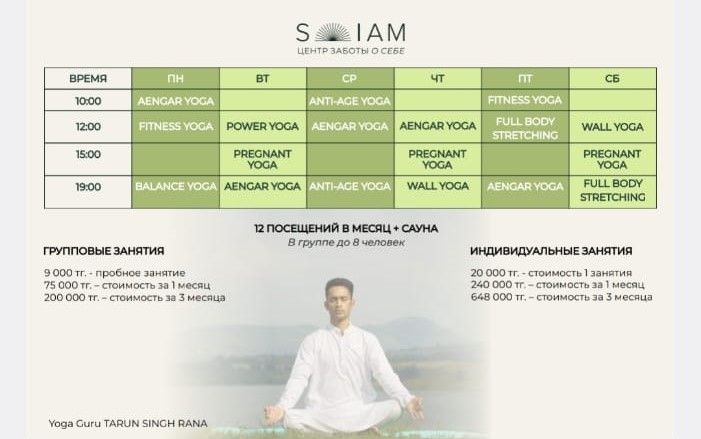 SOIAM
ЦЕНТР ЗАБОТЫ О СЕБЕ
ВРЕМЯ ПН ВТ СР ЧТ ПТ СБ
10:00 AENGAR YOGA ANTI-AGE YOGA FITNESS YOGA
12:00 FITNESS YOGA POWER YOGA AENGAR YOGA AENGAR YOGA FULL BODY STRETCHING WALL YOGA
15:00 PREGNANT YOGA PREGNANT YOGA PREGNANT YOGA
19:00 BALANCE YOGA AENGAR YOGA ANTI-AGE YOGA WALL YOGA AENGAR YOGA FULL BODY STRETCHING
12 ПОСЕЩЕНИЙ В МЕСЯЦ + САУНА
В группе до 8 человек
ГРУППОВЫЕ ЗАНЯТИЯ
9 000 тг. - пробное занятие
75 000 тг. – стоимость за 1 месяц
200 000 тг. – стоимость за 3 месяца
ИНДИВИДУАЛЬНЫЕ ЗАНЯТИЯ
20 000 тг. - стоимость 1 занятия
240 000 тг. – стоимость за 1 месяц
648 000 тг. – стоимость за 3 месяца
Yoga Guru TARUN SINGH RANA